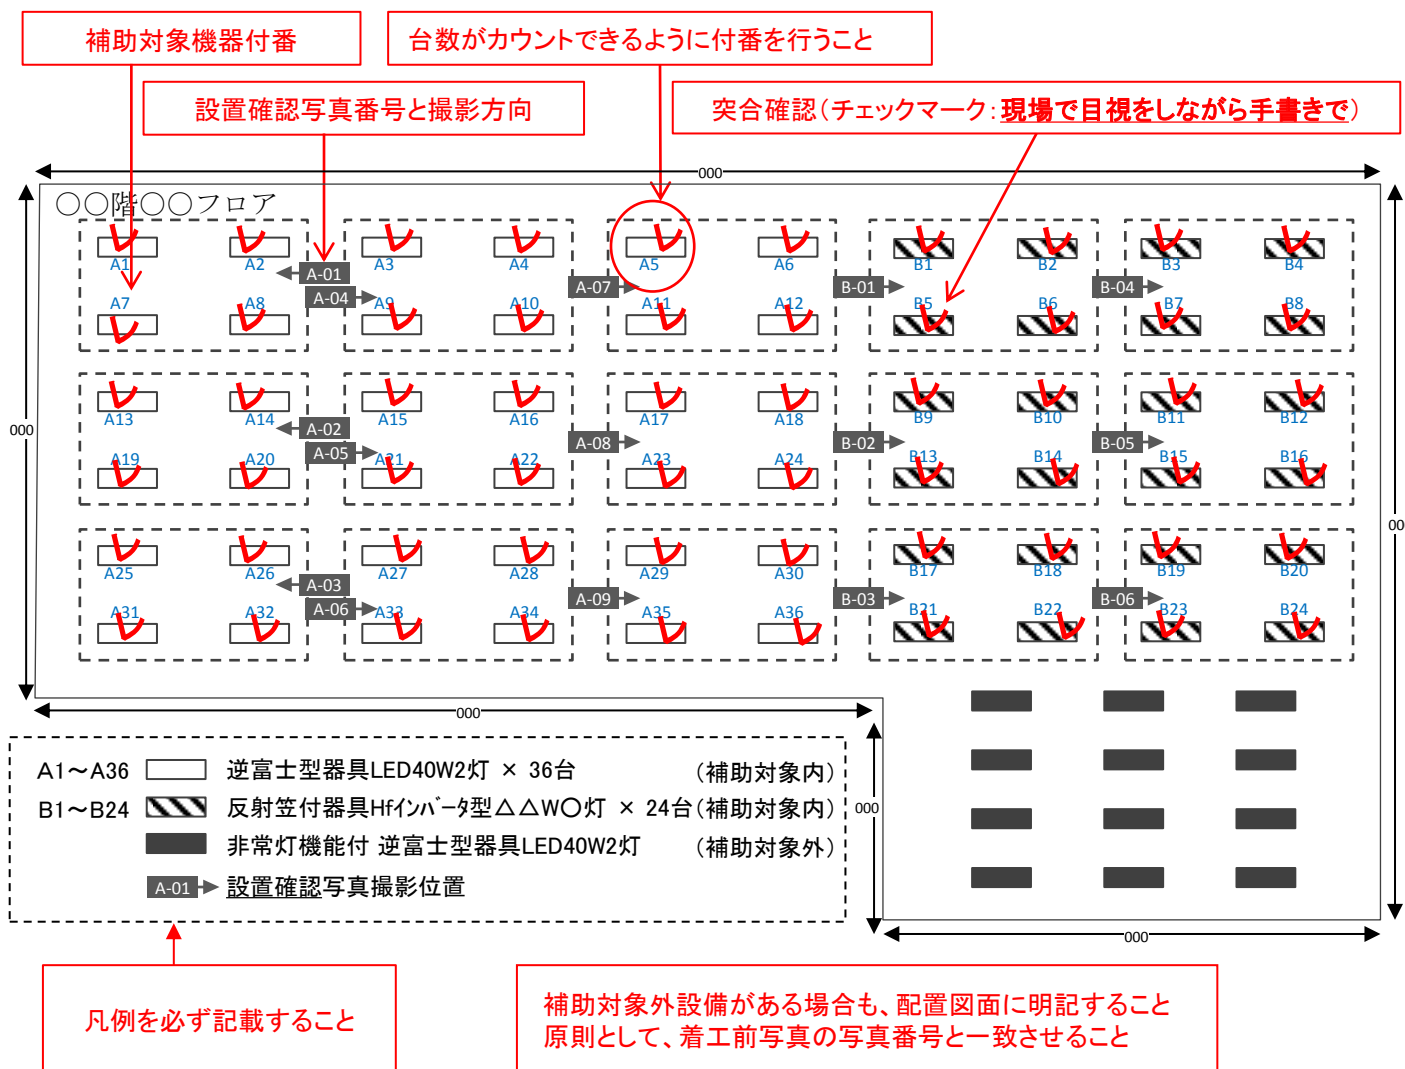 補助対象機器付番
台数がカウントできるように付番を行うこと
設置確認写真番号と撮影方向
突合確認(チェックマーク:現場で目視をしながら手書きで)
000
○○階○○フロア
A1 A2 A3 A4 A5 A6 B1 B2 B3 B4
A-01
A-04 A-07 B-01 B-04
A7 A8 A9 A10 A11 A12 B5 B6 B7 B8
A13 A14 A15 A16 A17 A18 B9 B10 B11 B12
000
A-02
A-05 A-08 B-02 B-05
A19 A20 A21 A22 A23 A24 B13 B14 B15 B16
00
A25 A26 A27 A28 A29 A30 B17 B18 B19 B20
A-03
A-06 A-09 B-03 B-06
A31 A32 A33 A34 A35 A36 B21 B22 B23 B24
000
A1~A36 逆富士型器具LED40W2灯 × 36台 (補助対象内)
B1~B24 反射笠付器具Hfインバータ型△△W〇灯 × 24台(補助対象内)
000
非常灯機能付 逆富士型器具LED40W2灯 (補助対象外)
A-01 設置確認写真撮影位置
000
凡例を必ず記載すること
補助対象外設備がある場合も、配置図面に明記すること
原則として、着工前写真の写真番号と一致させること